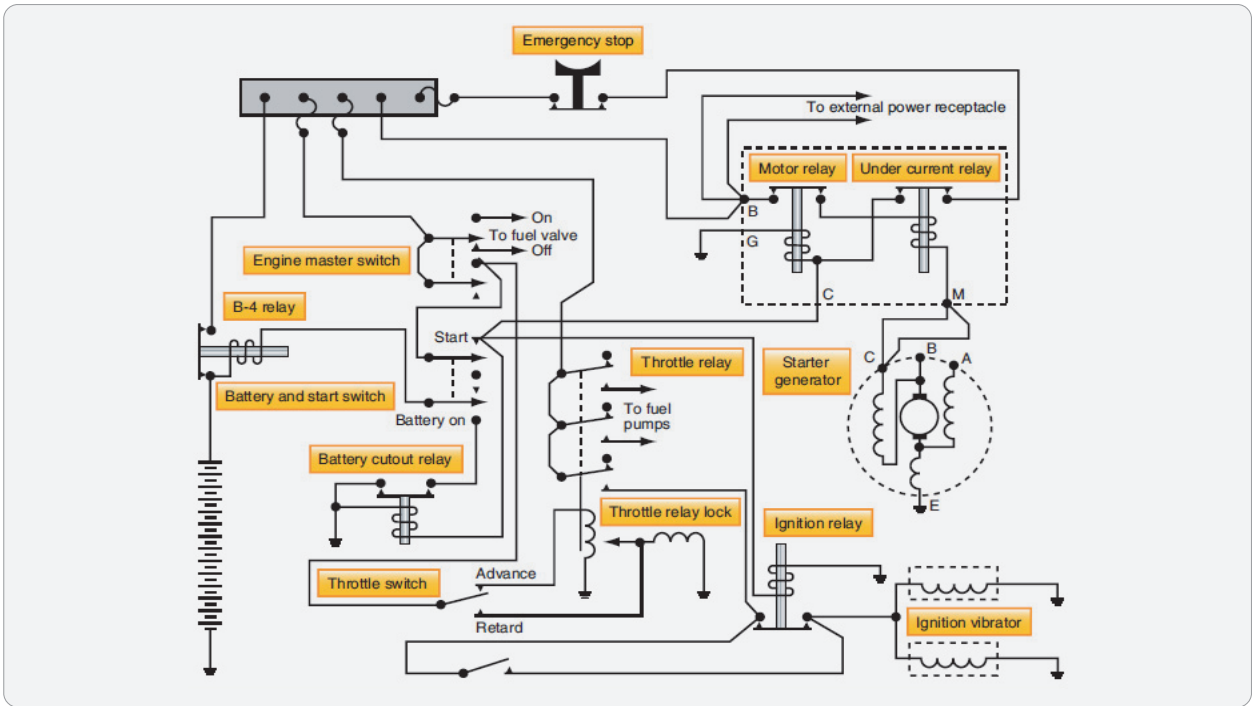 Emergency stop
To external power receptacle
Motor relay
Under current relay
B
G
On
To fuel valve
Off
Engine master switch
C
M
B-4 relay
Start
Throttle relay
Starter
generator
C
B
A
Battery and start switch
Battery on
To fuel
pumps
Battery cutout relay
E
Throttle relay lock
Ignition relay
Throttle switch
Advance
Retard
Ignition vibrator